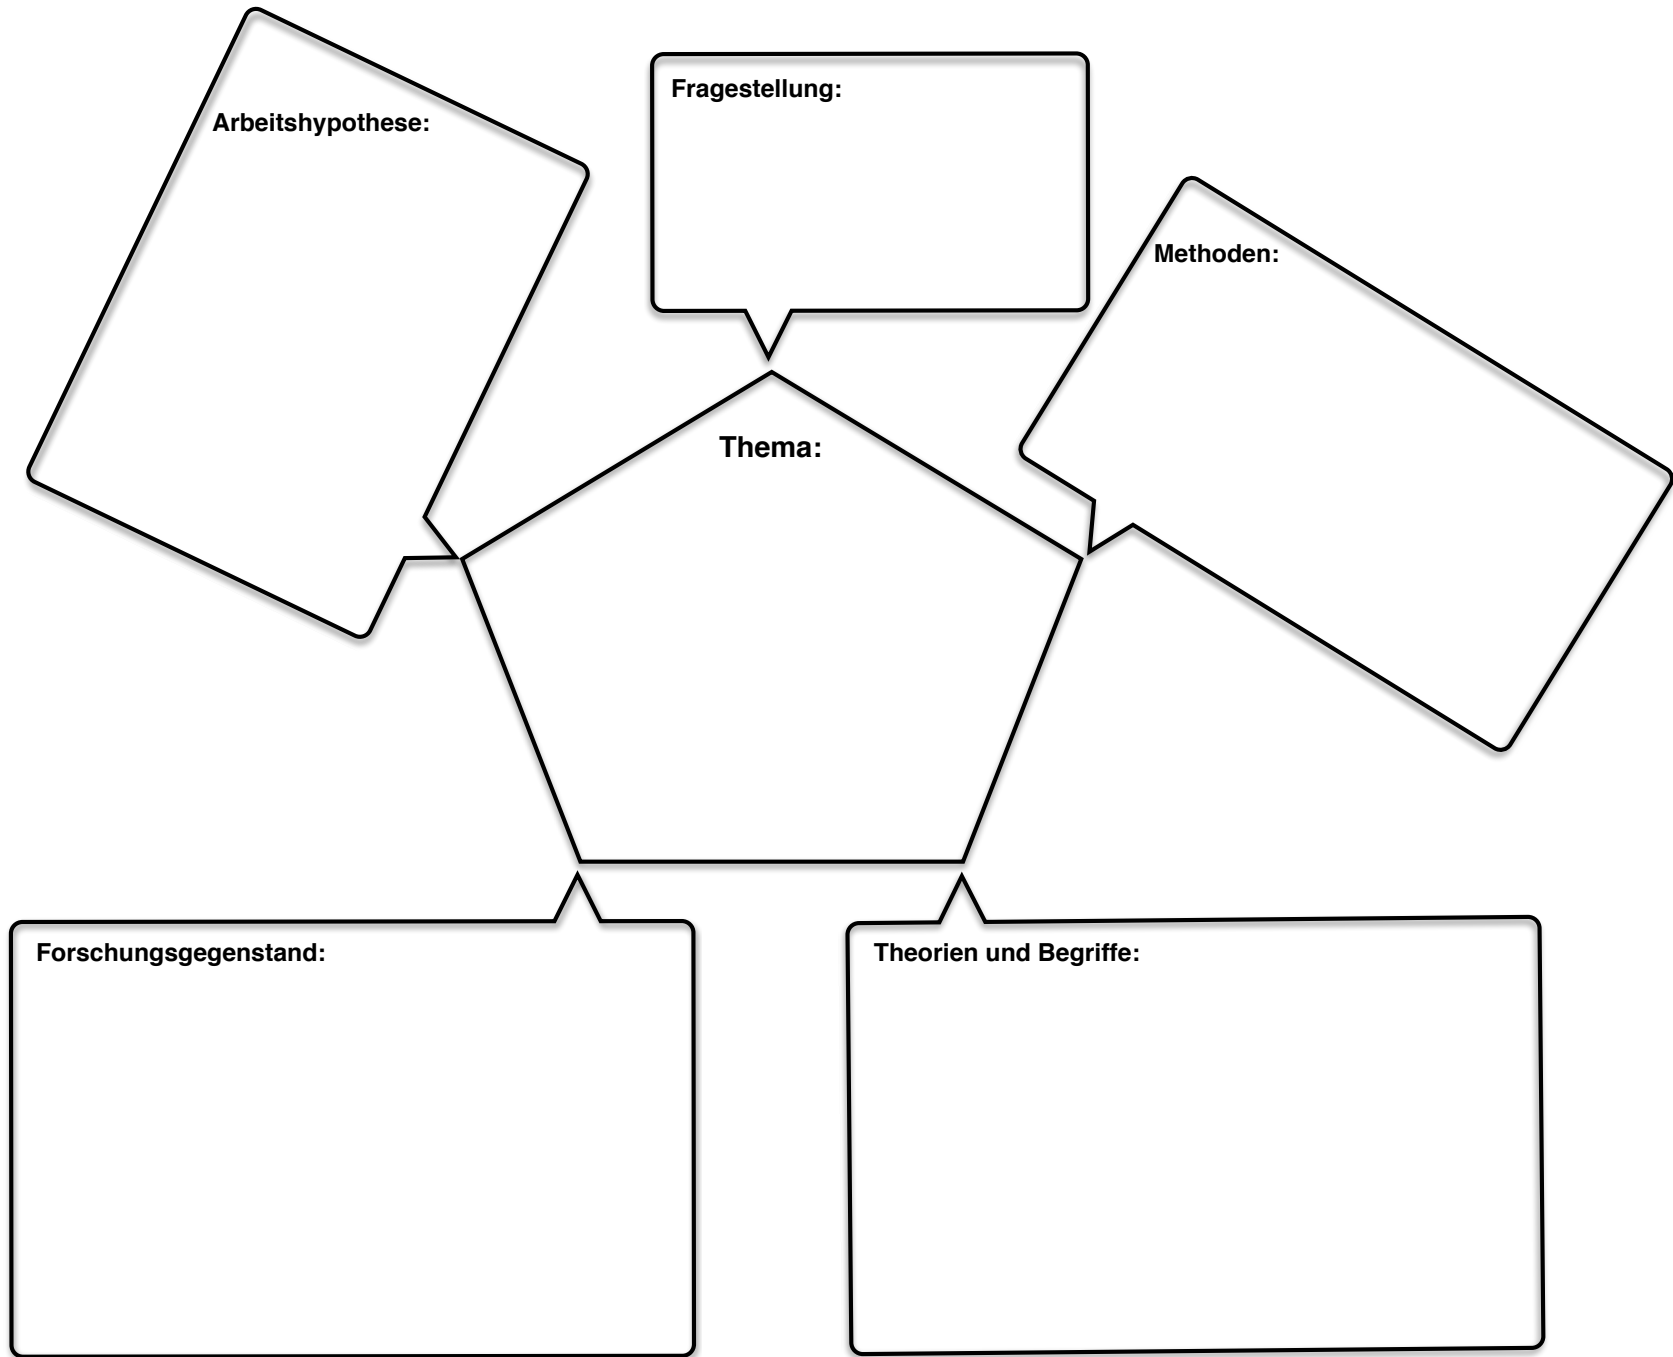 Fragestellung:
Arbeitshypothese:
Methoden:
Thema:
Forschungsgegenstand:
Theorien und Begriffe: